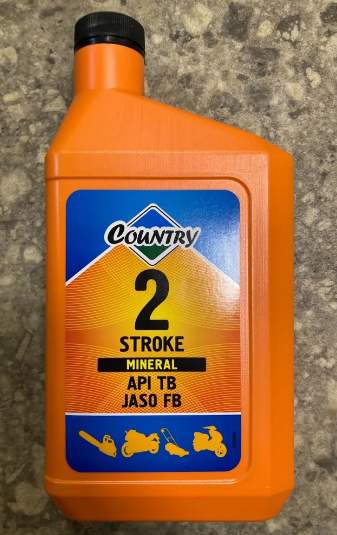 COUNTRY
2
STROKE
MINERAL
API TB
JASO FB